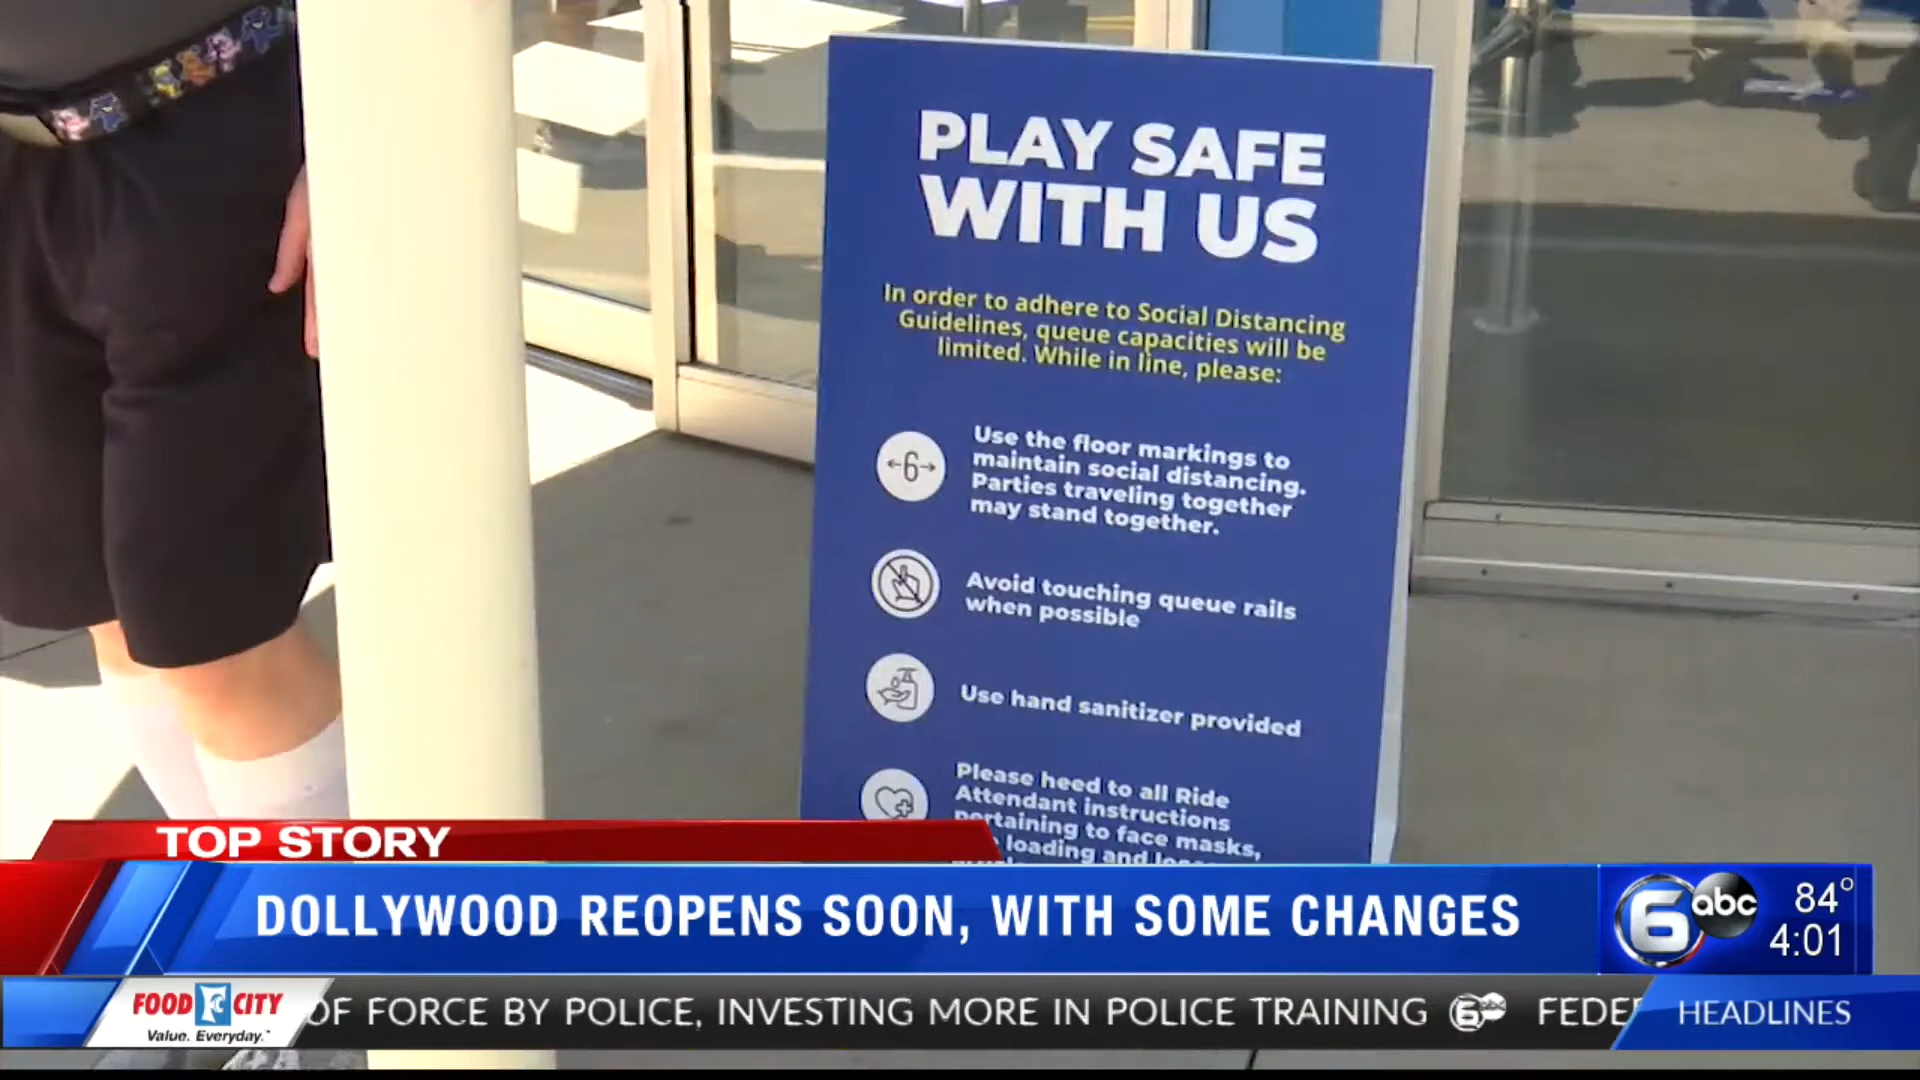 PLAY SAFE
WITH US
In order to adhere to Social Distancing
Guidelines, queue capacities will be
limited. While in line, please:
←6→
Use the floor markings to
maintain social distancing.
Parties traveling together
may stand together.
Avoid touching queue rails
when possible
Use hand sanitizer provided
Please heed to all Ride
Attendant instructions
pertaining to face masks,
loading and
TOP STORY
DOLLYWOOD REOPENS SOON, WITH SOME CHANGES
6 abc
84°
4:01
FOOD CITY
Value. Everyday.
OF FORCE BY POLICE, INVESTING MORE IN POLICE TRAINING 6 abc FEDE
HEADLINES